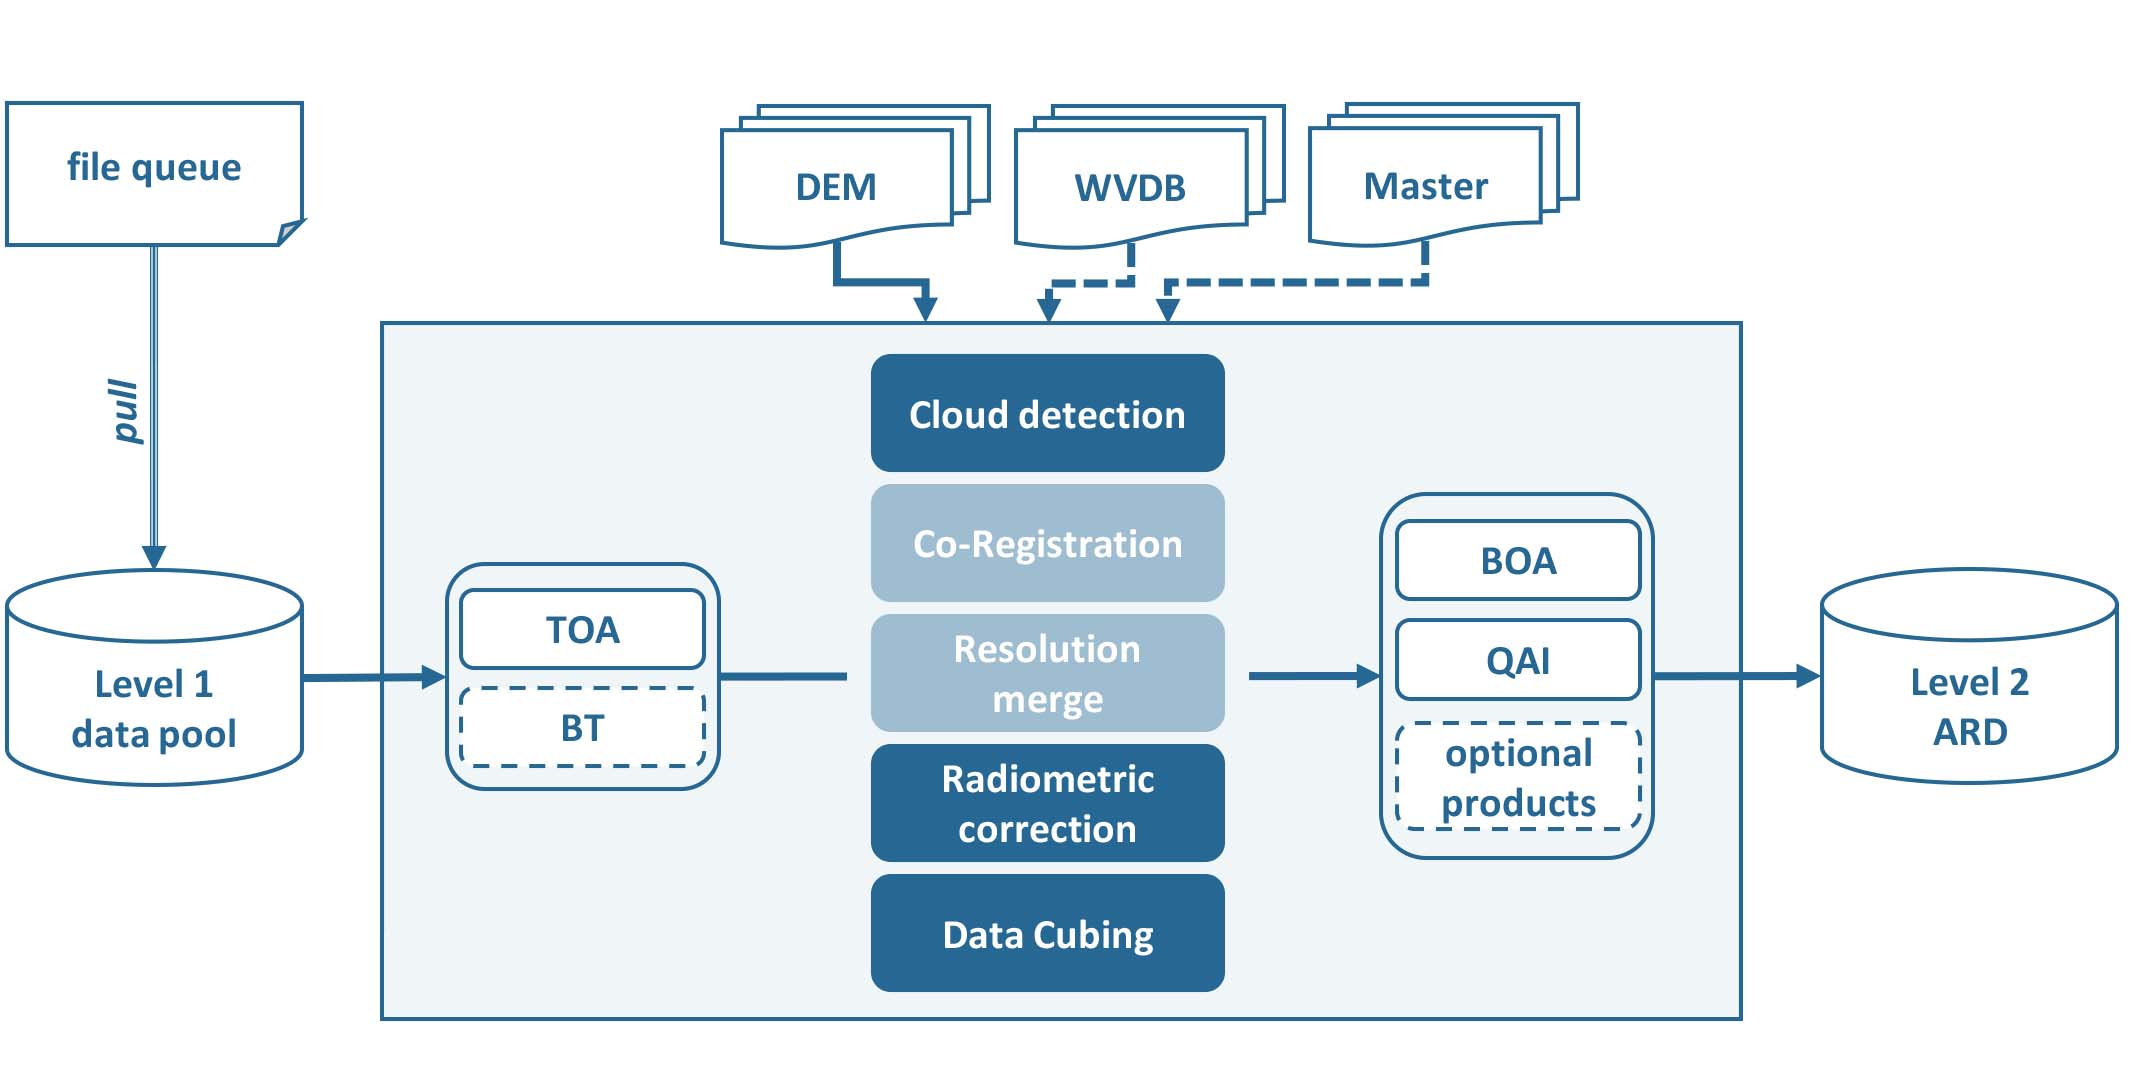 file queue
DEM
WVDB
Master
pull
Cloud detection
Co-Registration
Resolution
merge
Radiometric
correction
Data Cubing
Level 1
data pool
TOA
BT
BOA
QAI
optional
products
Level 2
ARD